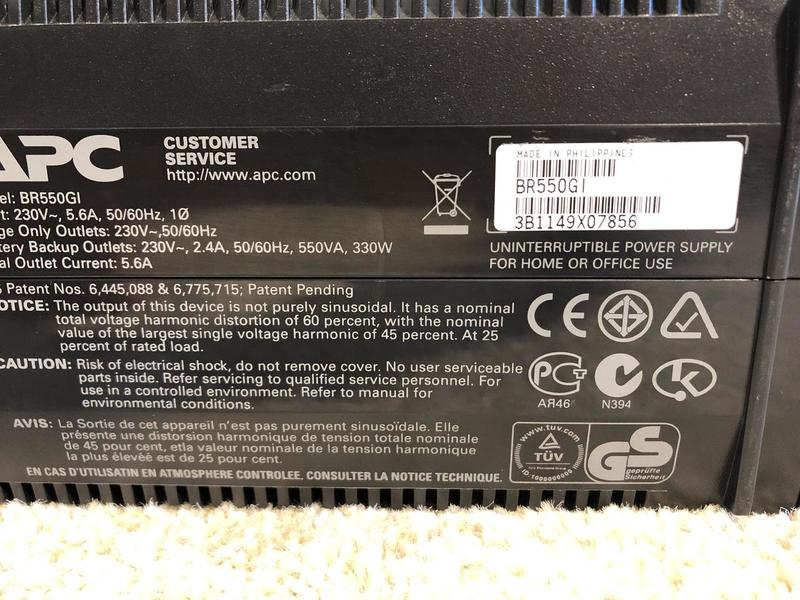 APC
CUSTOMER
SERVICE
http://www.apc.com
el: BR550GI
t: 230V~, 5.6A, 50/60Hz, 1Ø
ge Only Outlets: 230V~,50/60Hz
tery Backup Outlets: 230V~, 2.4A, 50/60Hz, 550VA, 330W
al Outlet Current: 5.6A
MADE IN PHILIPPINES
BR550GI
3B1149X07856
UNINTERRUPTIBLE POWER SUPPLY
FOR HOME OR OFFICE USE
S Patent Nos. 6,445,088 & 6,775,715; Patent Pending
NOTICE: The output of this device is not purely sinusoidal. It has a nominal
total voltage harmonic distortion of 60 percent, with the nominal
value of the largest single voltage harmonic of 45 percent. At 25
percent of rated load.
CAUTION: Risk of electrical shock, do not remove cover. No user serviceable
parts inside. Refer servicing to qualified service personnel. For
use in a controlled environment. Refer to manual for
environmental conditions.
AVIS: La Sortie de cet appareil n'est pas purement sinusoïdale. Elle
présente une distorsion harmonique de tension totale nominale
de 45 pour cent, etla valeur nominale de la tension harmonique
la plus élevéé est de 25 pour cent.
EN CAS D'UTILISATIN EN ATMOSPHERE CONTROLEE, CONSULTER LA NOTICE TECHNIQUE.
CE
АЯ46
N394
www.tuv.com
TÜV
ID:1000000000
GS
geprüfte
Sicherheit